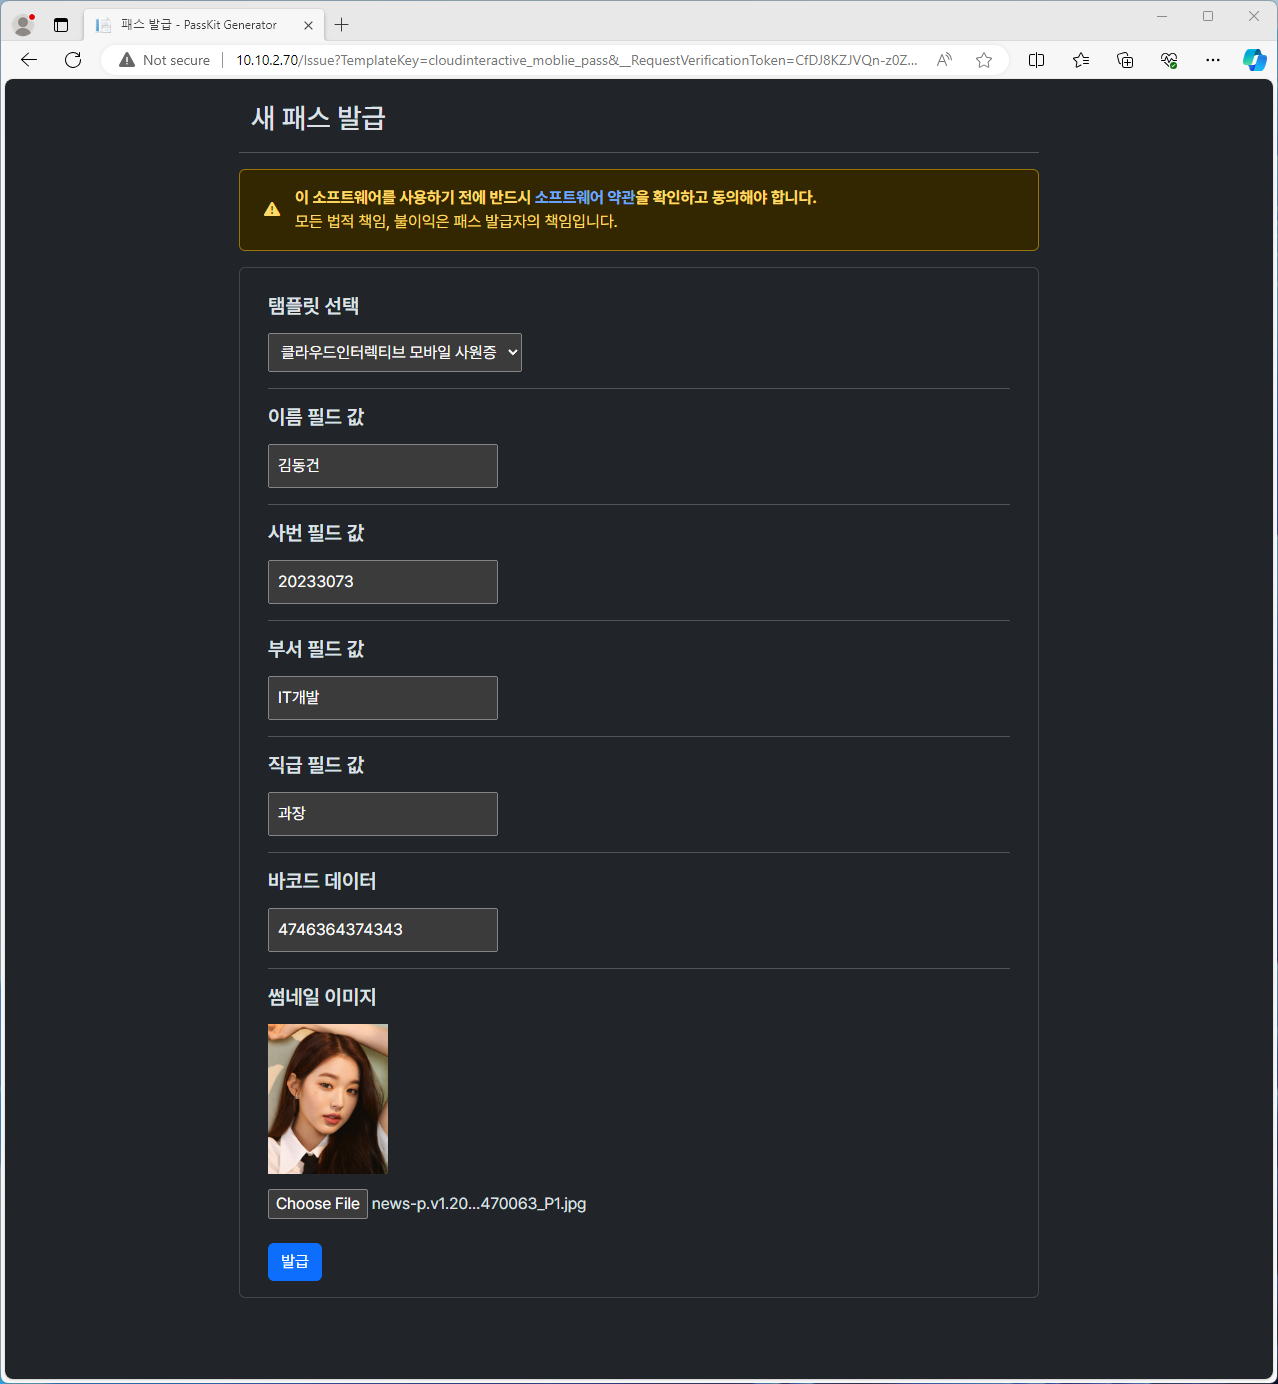 패스 발급 - PassKit Generator
Not secure
10.10.2.70/Issue?TemplateKey=cloudinteractive_moblie_pass&__RequestVerificationToken=CfDJ8KZJVQn-z0Z...
새 패스 발급
이 소프트웨어를 사용하기 전에 반드시 소프트웨어 약관을 확인하고 동의해야 합니다.
모든 법적 책임, 불이익은 패스 발급자의 책임입니다.
탬플릿 선택
클라우드인터렉티브 모바일 사원증
이름 필드 값
김동건
사번 필드 값
20233073
부서 필드 값
IT개발
직급 필드 값
과장
바코드 데이터
4746364374343
썸네일 이미지
Choose File news-p.v1.20...470063_P1.jpg
발급